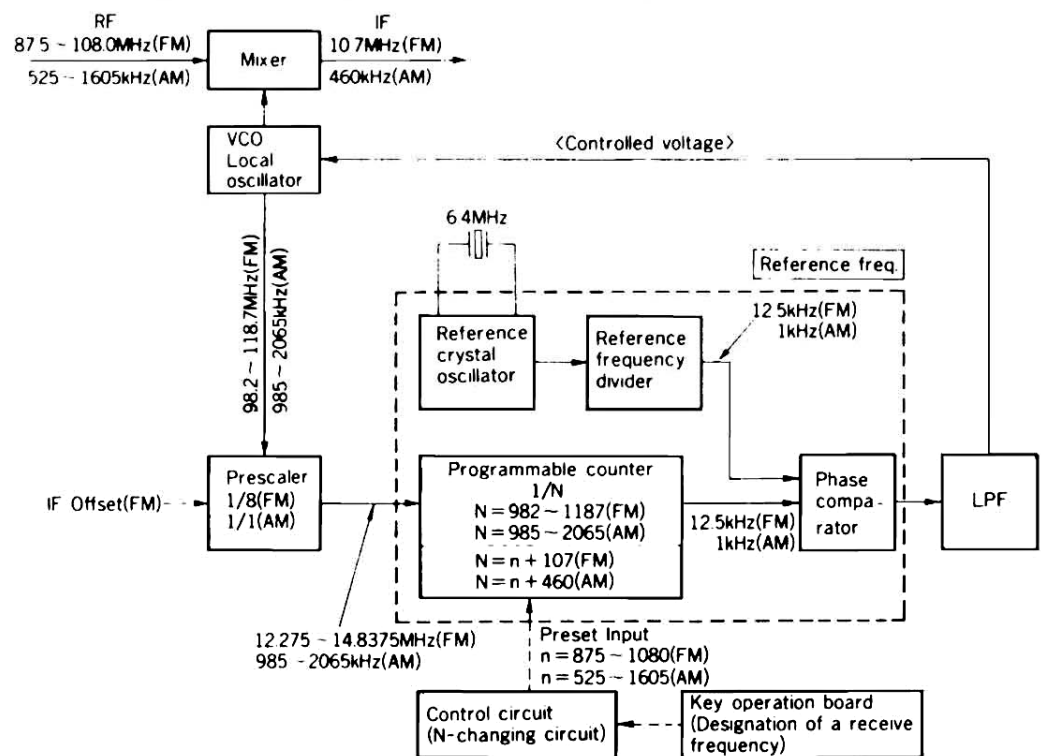 RF
87.5 ~ 108.0MHz(FM)
525 ~ 1605kHz(AM)
Mixer
IF
10.7MHz(FM)
460kHz(AM)
VCO
Local
oscillator
<Controlled voltage>
98.2 ~ 118.7MHz(FM)
985 ~ 2065kHz(AM)
6.4MHz
Reference freq.
Reference
crystal
oscillator
Reference
frequency
divider
12.5kHz(FM)
1kHz(AM)
IF Offset(FM)
Prescaler
1/8(FM)
1/1(AM)
Programmable counter
1/N
N = 982 ~ 1187(FM)
N = 985 ~ 2065(AM)
N = n + 107(FM)
N = n + 460(AM)
12.5kHz(FM)
1kHz(AM)
Phase
compa-
rator
LPF
12.275 ~ 14.8375MHz(FM)
985 ~ 2065kHz(AM)
Preset Input
n = 875 ~ 1080(FM)
n = 525 ~ 1605(AM)
Control circuit
(N-changing circuit)
Key operation board
(Designation of a receive
frequency)